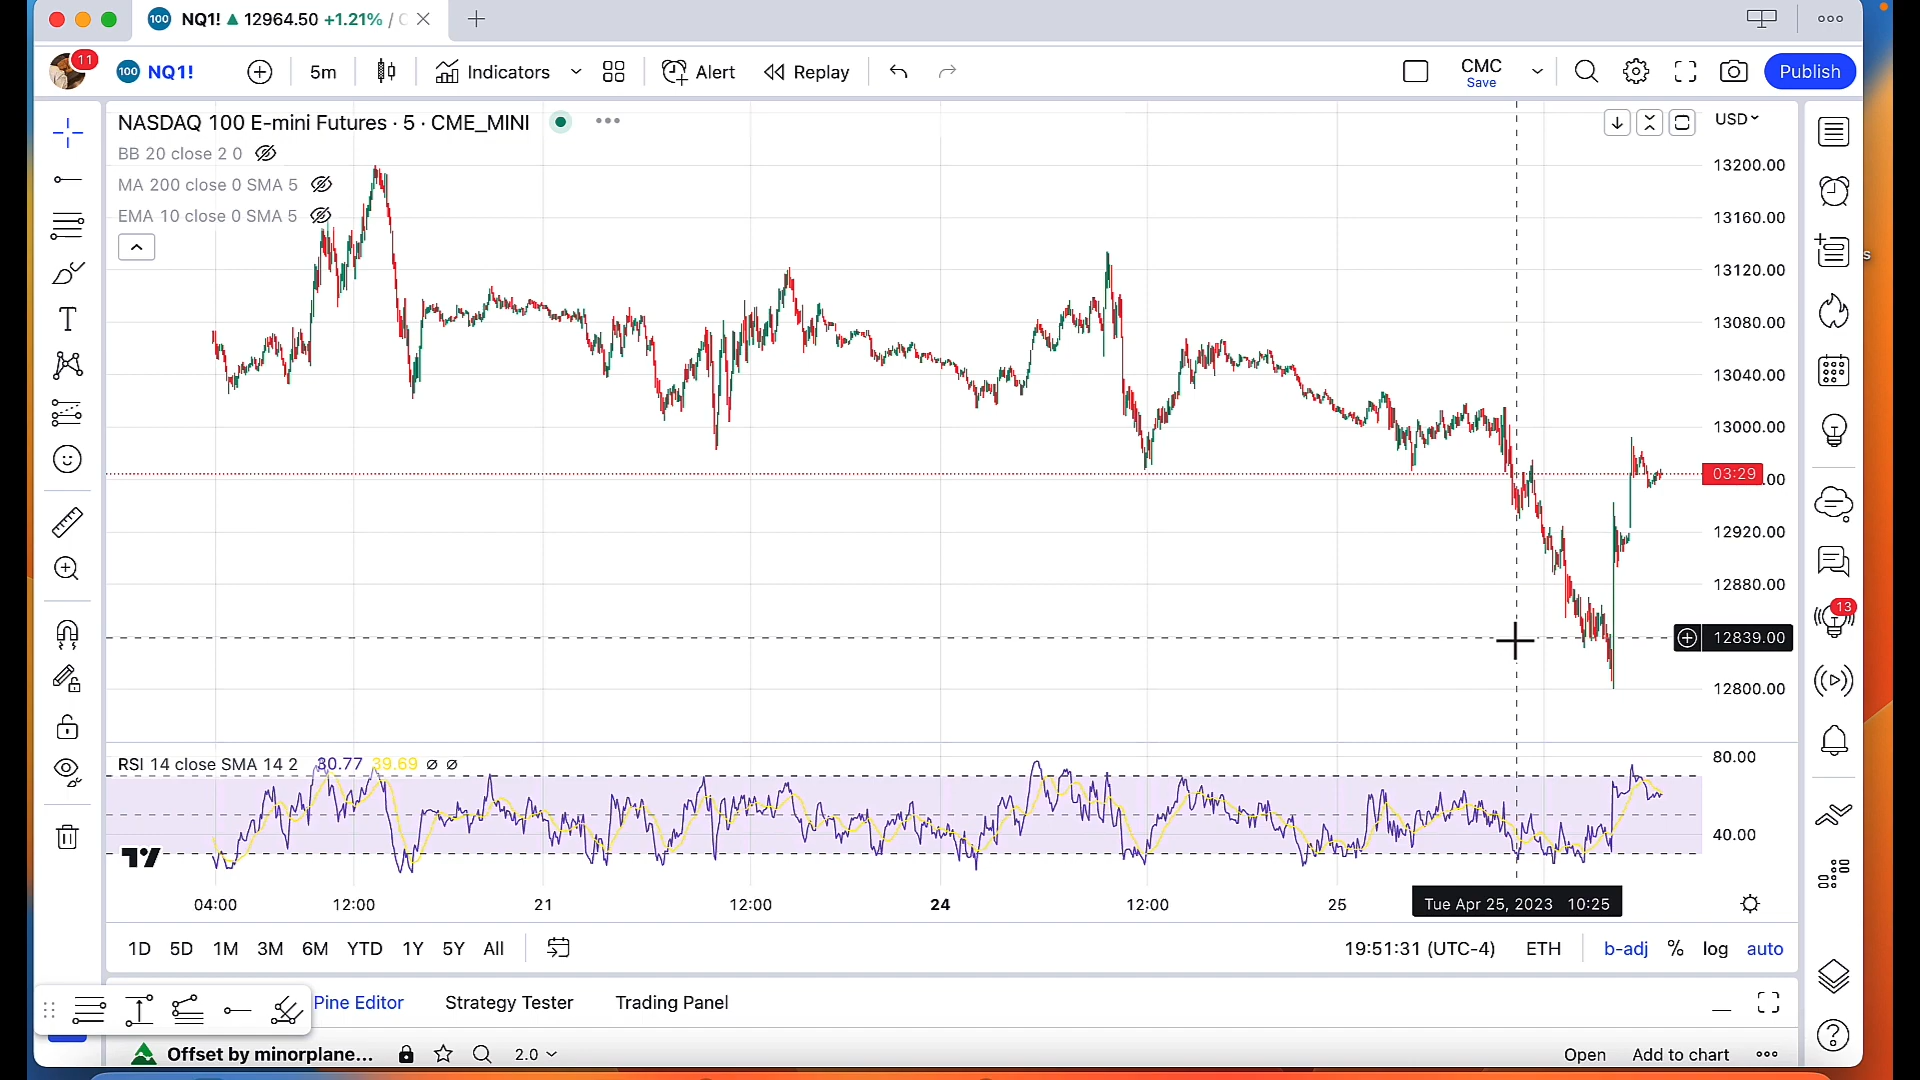 100 NQ1! ▲ 12964.50 +1.21% / C
11 100 NQ1! 5m Indicators Alert Replay CMC Save Publish
NASDAQ 100 E-mini Futures · 5 · CME_MINI
USD
BB 20 close 2 0
MA 200 close 0 SMA 5
EMA 10 close 0 SMA 5
13200.00
13160.00
13120.00
13080.00
13040.00
13000.00
03:29 .00
12920.00
12880.00
12839.00
12800.00
13
s
RSI 14 close SMA 14 2 30.77 39.69 ∅ ∅
80.00
40.00
04:00 12:00 21 12:00 24 12:00 25 Tue Apr 25, 2023 10:25
1D 5D 1M 3M 6M YTD 1Y 5Y All 19:51:31 (UTC-4) ETH b-adj % log auto
Pine Editor Strategy Tester Trading Panel
Offset by minorplane... 2.0 Open Add to chart